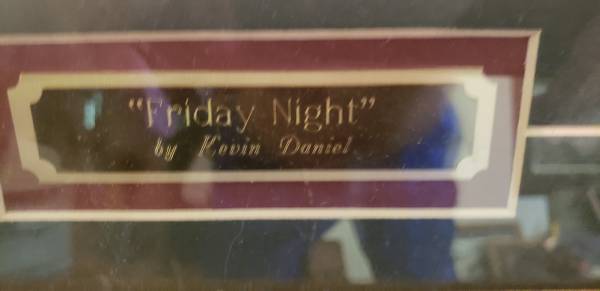 "Friday Night"
by Kevin Daniel